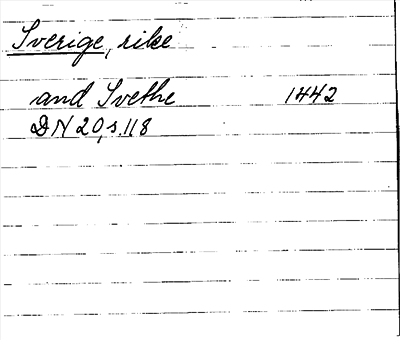 Sverige, rike
and Svethe 1442
DN 20, s. 118